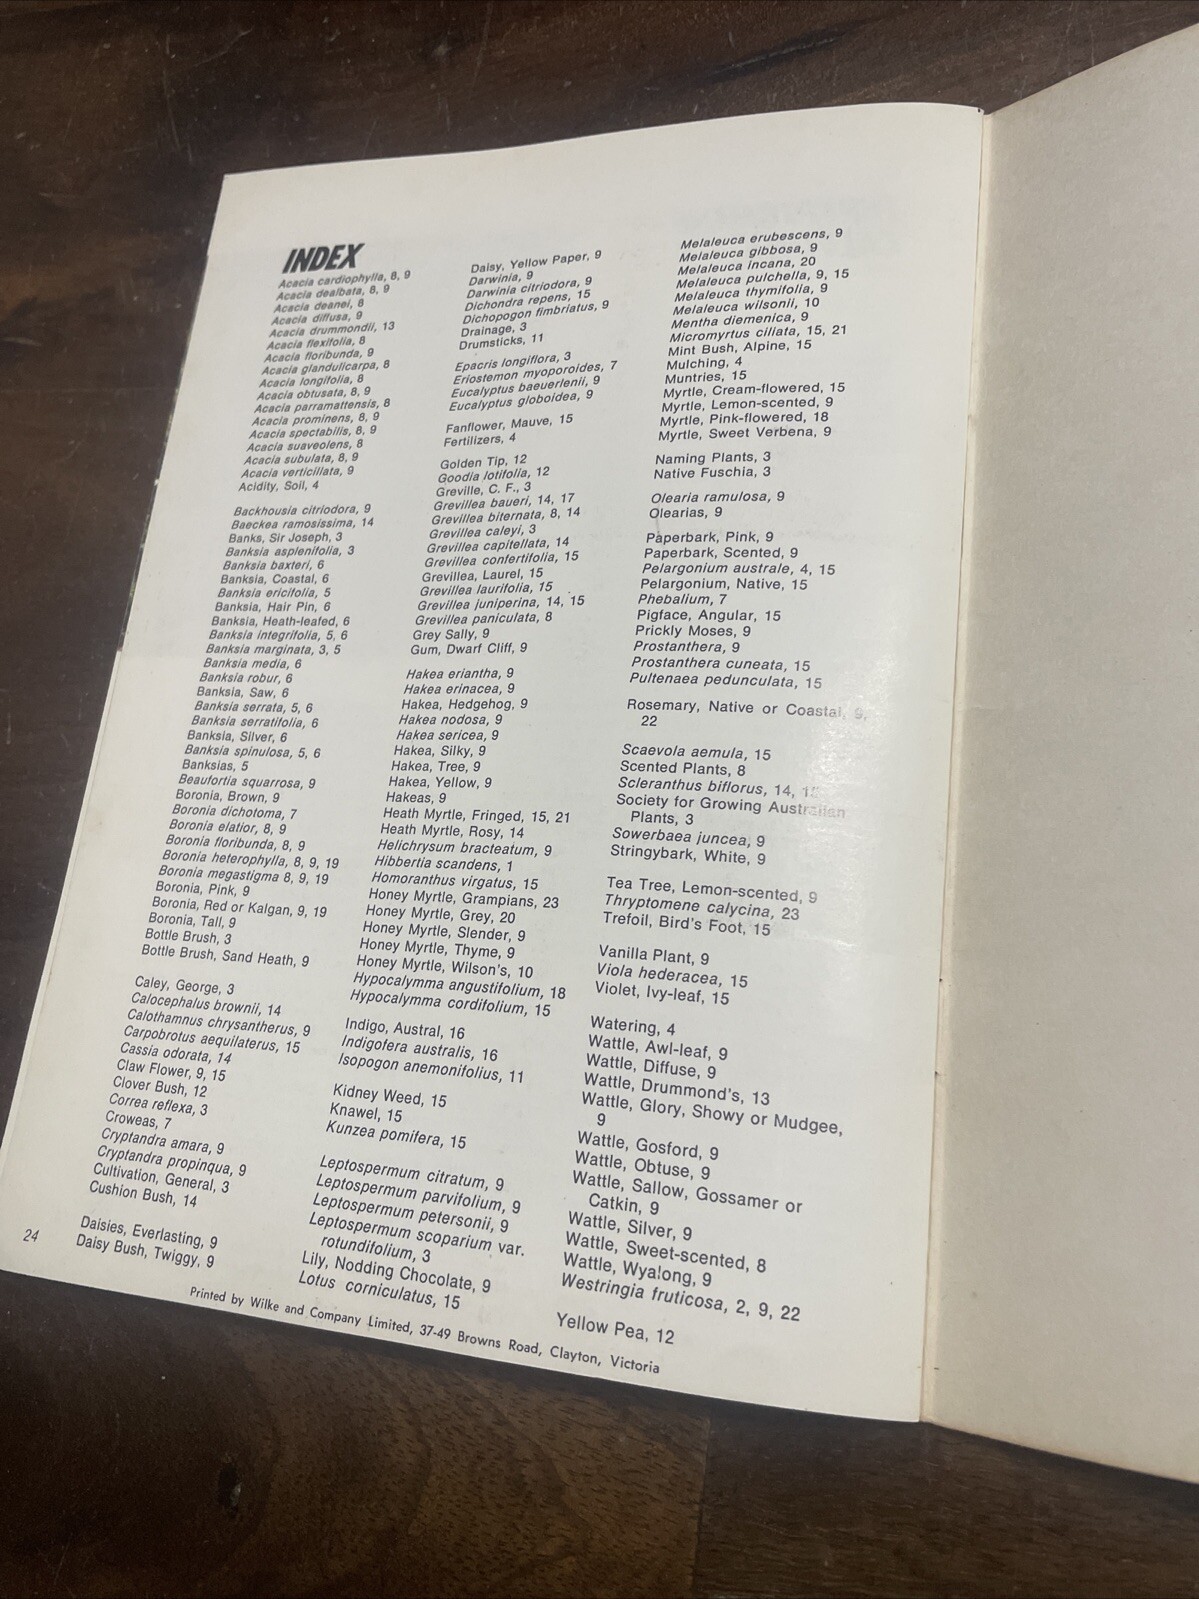 INDEX
Acacia cardiophylla, 8, 9
Acacia dealbata, 8, 9
Acacia deanei, 8
Acacia diffusa, 9
Acacia drummondii, 13
Acacia flexifolia, 8
Acacia floribunda, 9
Acacia glandulicarpa, 8
Acacia longifolia, 8
Acacia obtusata, 8, 9
Acacia parramattensis, 8
Acacia prominens, 8, 9
Acacia spectabilis, 8, 9
Acacia suaveolens, 8
Acacia subulata, 8, 9
Acacia verticillata, 9
Acidity, Soil, 4
Backhousia citriodora, 9
Baeckea ramosissima, 14
Banks, Sir Joseph, 3
Banksia asplenifolia, 3
Banksia baxteri, 6
Banksia, Coastal, 6
Banksia ericifolia, 5
Banksia, Hair Pin, 6
Banksia, Heath-leafed, 6
Banksia integrifolia, 5, 6
Banksia marginata, 3, 5
Banksia media, 6
Banksia robur, 6
Banksia, Saw, 6
Banksia serrata, 5, 6
Banksia serratifolia, 6
Banksia, Silver, 6
Banksia spinulosa, 5, 6
Banksias, 5
Beaufortia squarrosa, 9
Boronia, Brown, 9
Boronia dichotoma, 7
Boronia elatior, 8, 9
Boronia floribunda, 8, 9
Boronia heterophylla, 8, 9, 19
Boronia megastigma 8, 9, 19
Boronia, Pink, 9
Boronia, Red or Kalgan, 9, 19
Boronia, Tall, 9
Bottle Brush, 3
Bottle Brush, Sand Heath, 9
Caley, George, 3
Calocephalus brownii, 14
Calothamnus chrysantherus, 9
Carpobrotus aequilaterus, 15
Cassia odorata, 14
Claw Flower, 9, 15
Clover Bush, 12
Correa reflexa, 3
Croweas, 7
Cryptandra amara, 9
Cryptandra propinqua, 9
Cultivation, General, 3
Cushion Bush, 14
Daisies, Everlasting, 9
Daisy Bush, Twiggy, 9
Daisy, Yellow Paper, 9
Darwinia, 9
Darwinia citriodora, 9
Dichondra repens, 15
Dichopogon fimbriatus, 9
Drainage, 3
Drumsticks, 11
Epacris longiflora, 3
Eriostemon myoporoides, 7
Eucalyptus baeuerlenii, 9
Eucalyptus globoidea, 9
Fanflower, Mauve, 15
Fertilizers, 4
Golden Tip, 12
Goodia lotifolia, 12
Greville, C. F., 3
Grevillea baueri, 14, 17
Grevillea biternata, 8, 14
Grevillea caleyi, 3
Grevillea capitellata, 14
Grevillea confertifolia, 15
Grevillea, Laurel, 15
Grevillea laurifolia, 15
Grevillea juniperina, 14, 15
Grevillea paniculata, 8
Grey Sally, 9
Gum, Dwarf Cliff, 9
Hakea eriantha, 9
Hakea erinacea, 9
Hakea, Hedgehog, 9
Hakea nodosa, 9
Hakea sericea, 9
Hakea, Silky, 9
Hakea, Tree, 9
Hakea, Yellow, 9
Hakeas, 9
Heath Myrtle, Fringed, 15, 21
Heath Myrtle, Rosy, 14
Helichrysum bracteatum, 9
Hibbertia scandens, 1
Homoranthus virgatus, 15
Honey Myrtle, Grampians, 23
Honey Myrtle, Grey, 20
Honey Myrtle, Slender, 9
Honey Myrtle, Thyme, 9
Honey Myrtle, Wilson's, 10
Hypocalymma angustifolium, 18
Hypocalymma cordifolium, 15
Indigo, Austral, 16
Indigofera australis, 16
Isopogon anemonifolius, 11
Kidney Weed, 15
Knawel, 15
Kunzea pomifera, 15
Leptospermum citratum, 9
Leptospermum parvifolium, 9
Leptospermum petersonii, 9
Leptospermum scoparium var.
rotundifolium, 3
Lily, Nodding Chocolate, 9
Lotus corniculatus, 15
Melaleuca erubescens, 9
Melaleuca gibbosa, 9
Melaleuca incana, 20
Melaleuca pulchella, 9, 15
Melaleuca thymifolia, 9
Melaleuca wilsonii, 10
Mentha diemenica, 9
Micromyrtus ciliata, 15, 21
Mint Bush, Alpine, 15
Mulching, 4
Muntries, 15
Myrtle, Cream-flowered, 15
Myrtle, Lemon-scented, 9
Myrtle, Pink-flowered, 18
Myrtle, Sweet Verbena, 9
Naming Plants, 3
Native Fuschia, 3
Olearia ramulosa, 9
Olearias, 9
Paperbark, Pink, 9
Paperbark, Scented, 9
Pelargonium australe, 4, 15
Pelargonium, Native, 15
Phebalium, 7
Pigface, Angular, 15
Prickly Moses, 9
Prostanthera, 9
Prostanthera cuneata, 15
Pultenaea pedunculata, 15
Rosemary, Native or Coastal, 9,
22
Scaevola aemula, 15
Scented Plants, 8
Scleranthus biflorus, 14,
Society for Growing Australian
Plants, 3
Sowerbaea juncea, 9
Stringybark, White, 9
Tea Tree, Lemon-scented, 9
Thryptomene calycina, 23
Trefoil, Bird's Foot, 15
Vanilla Plant, 9
Viola hederacea, 15
Violet, Ivy-leaf, 15
Watering, 4
Wattle, Awl-leaf, 9
Wattle, Diffuse, 9
Wattle, Drummond's, 13
Wattle, Glory, Showy or Mudgee,
9
Wattle, Gosford, 9
Wattle, Obtuse, 9
Wattle, Sallow, Gossamer or
Catkin, 9
Wattle, Silver, 9
Wattle, Sweet-scented, 8
Wattle, Wyalong, 9
Westringia fruticosa, 2, 9, 22
Yellow Pea, 12
24
Printed by Wilke and Company Limited, 37-49 Browns Road, Clayton, Victoria